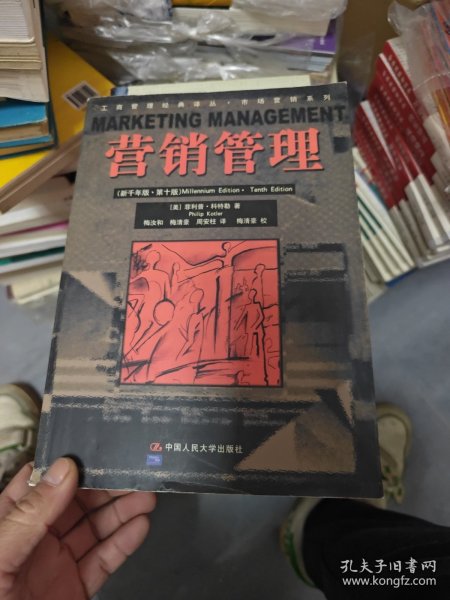 工商管理经典译丛·市场营销系列
MARKETING MANAGEMENT
营销管理
(新千年版·第十版)Millennium Edition· Tenth Edition
[美] 菲利普·科特勒 著
Philip Kotler
梅汝和 梅清豪 周安柱 译 梅清豪 校
中国人民大学出版社
孔夫子旧书网
www.kongfz.com